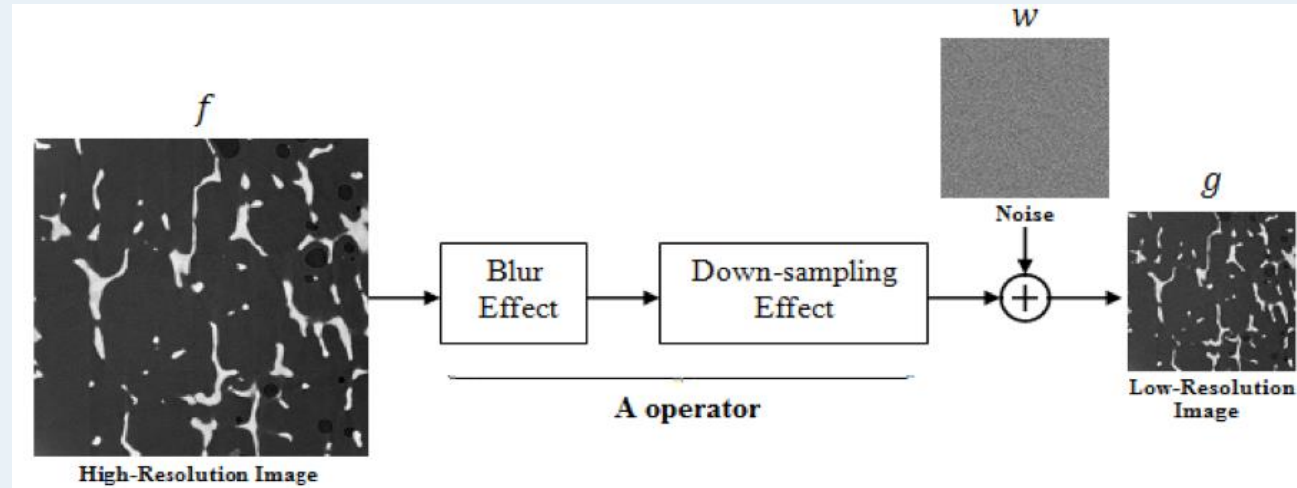 w
f
Noise
g
Blur
Effect
Down-sampling
Effect
+
A operator
Low-Resolution
Image
High-Resolution Image